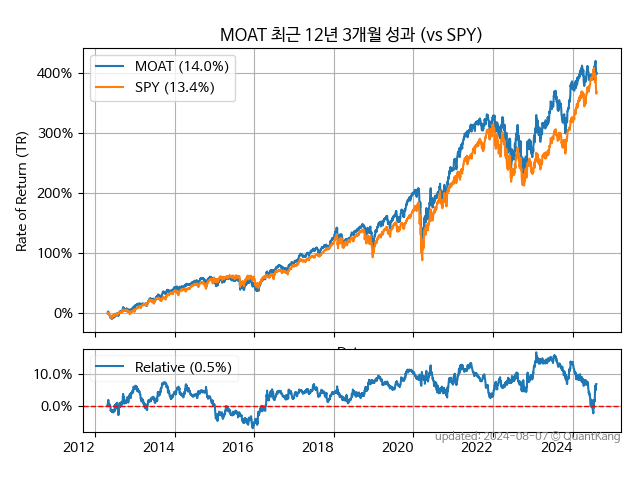 MOAT 최근 12년 3개월 성과 (vs SPY)
MOAT (14.0%)
SPY (13.4%)
Rate of Return (TR)
400%
300%
200%
100%
0%
Relative (0.5%)
10.0%
0.0%
2012 2014 2016 2018 2020 2022 2024
updated: 2024-08-07 © QuantKang